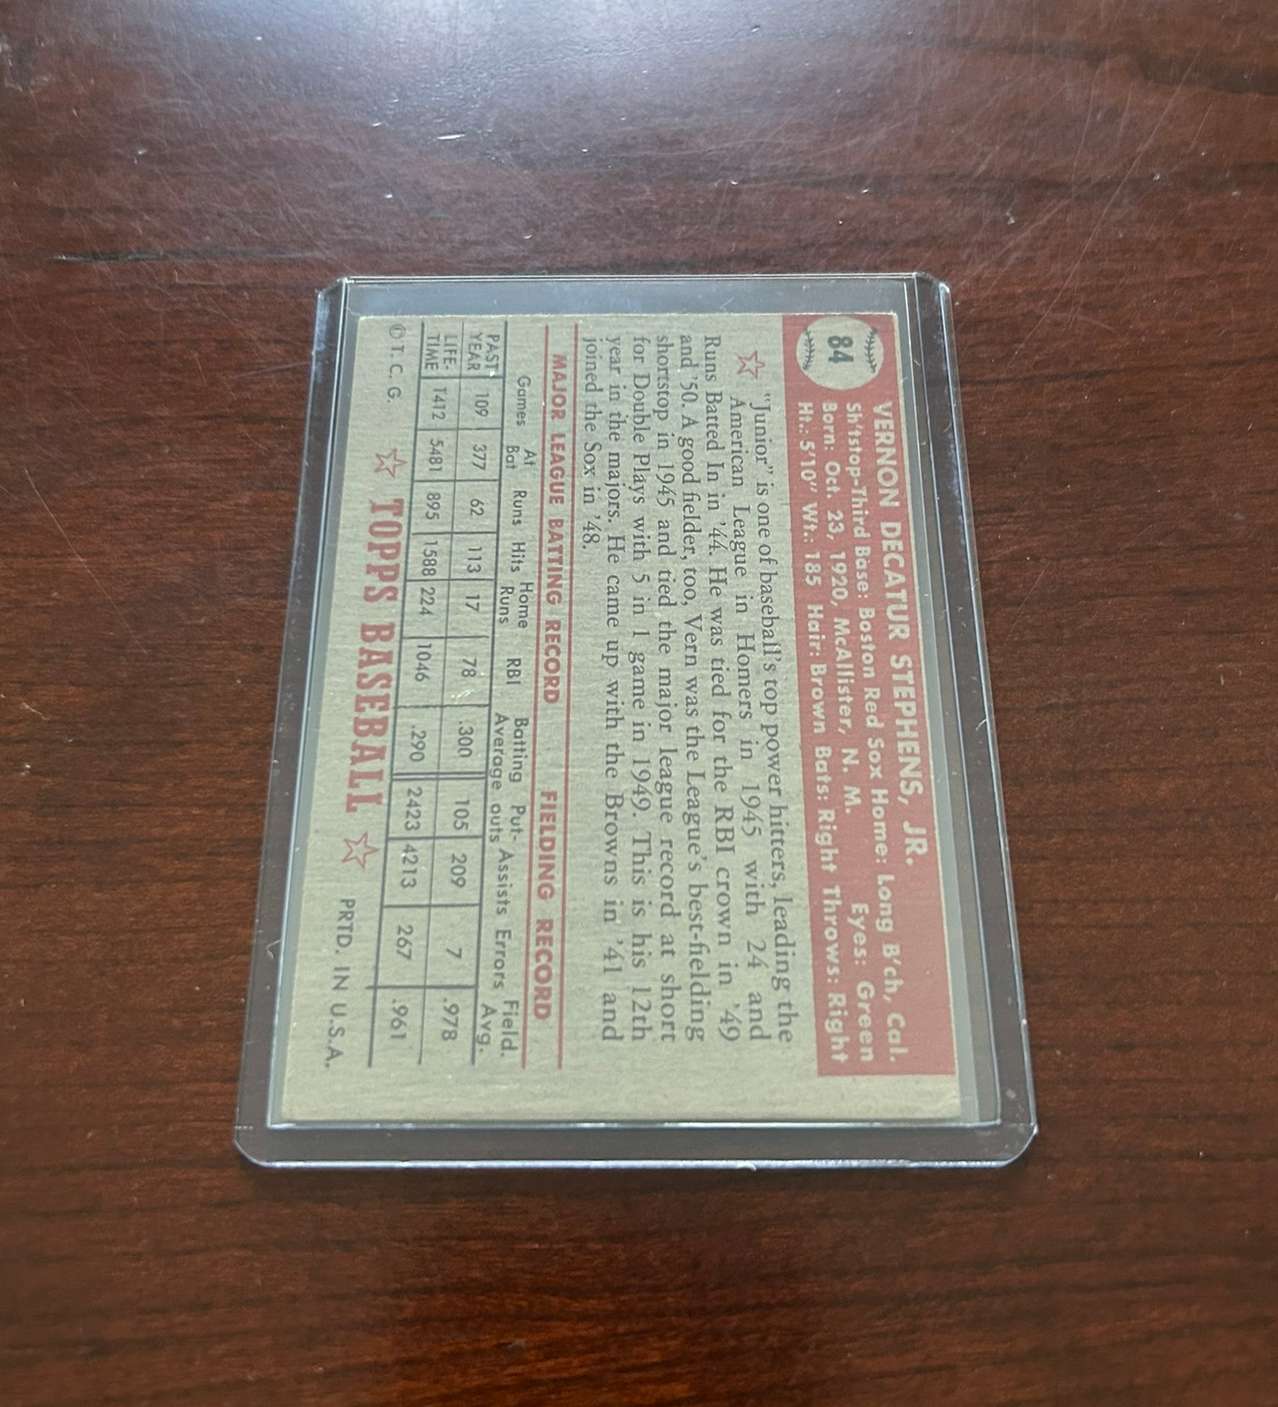 84
VERNON DECATUR STEPHENS, JR.
Sh'tstop-Third Base: Boston Red Sox Home: Long B'ch, Cal.
Born: Oct. 23, 1920, McAllister, N. M. Eyes: Green
Ht.: 5'10" Wt.: 185 Hair: Brown Bats: Right Throws: Right
"Junior" is one of baseball's top power hitters, leading the
American League in Homers in 1945 with 24 and
Runs Batted In in '44. He was tied for the RBI crown in '49
and '50. A good fielder, too, Vern was the League's best-fielding
shortstop in 1945 and tied the major league record at short
for Double Plays with 5 in 1 game in 1949. This is his 12th
year in the majors. He came up with the Browns in '41 and
joined the Sox in '48.
MAJOR LEAGUE BATTING RECORD FIELDING RECORD
Games At Bat Runs Hits Home Runs RBI Batting Average Put-outs Assists Errors Field. Avg.
PAST YEAR 109 377 62 113 17 78 .300 105 209 7 .978
LIFE-TIME 1412 5481 895 1588 224 1046 .290 2423 4213 267 .961
© T. C. G. TOPPS BASEBALL PRTD. IN U.S.A.